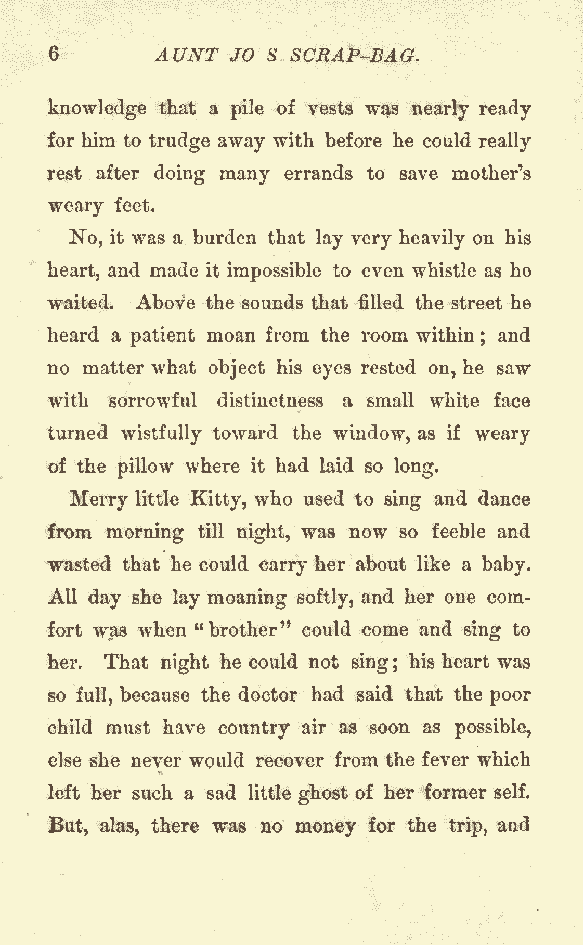 6 AUNT JO S SCRAP-BAG.
knowledge that a pile of vests was nearly ready
for him to trudge away with before he could really
rest after doing many errands to save mother's
weary feet.
No, it was a burden that lay very heavily on his
heart, and made it impossible to even whistle as he
waited. Above the sounds that filled the street he
heard a patient moan from the room within; and
no matter what object his eyes rested on, he saw
with sorrowful distinctness a small white face
turned wistfully toward the window, as if weary
of the pillow where it had laid so long.
Merry little Kitty, who used to sing and dance
from morning till night, was now so feeble and
wasted that he could carry her about like a baby.
All day she lay moaning softly, and her one com-
fort was when "brother" could come and sing to
her. That night he could not sing; his heart was
so full, because the doctor had said that the poor
child must have country air as soon as possible,
else she never would recover from the fever which
left her such a sad little ghost of her former self.
But, alas, there was no money for the trip, and